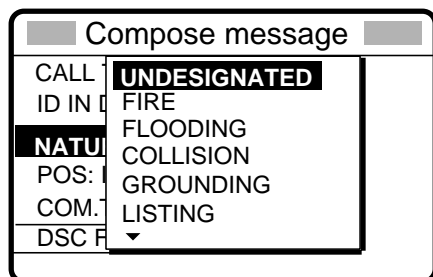 Compose message
CALL
ID IN
NATU
POS:
COM.
DSC F
UNDESIGNATED
FIRE
FLOODING
COLLISION
GROUNDING
LISTING